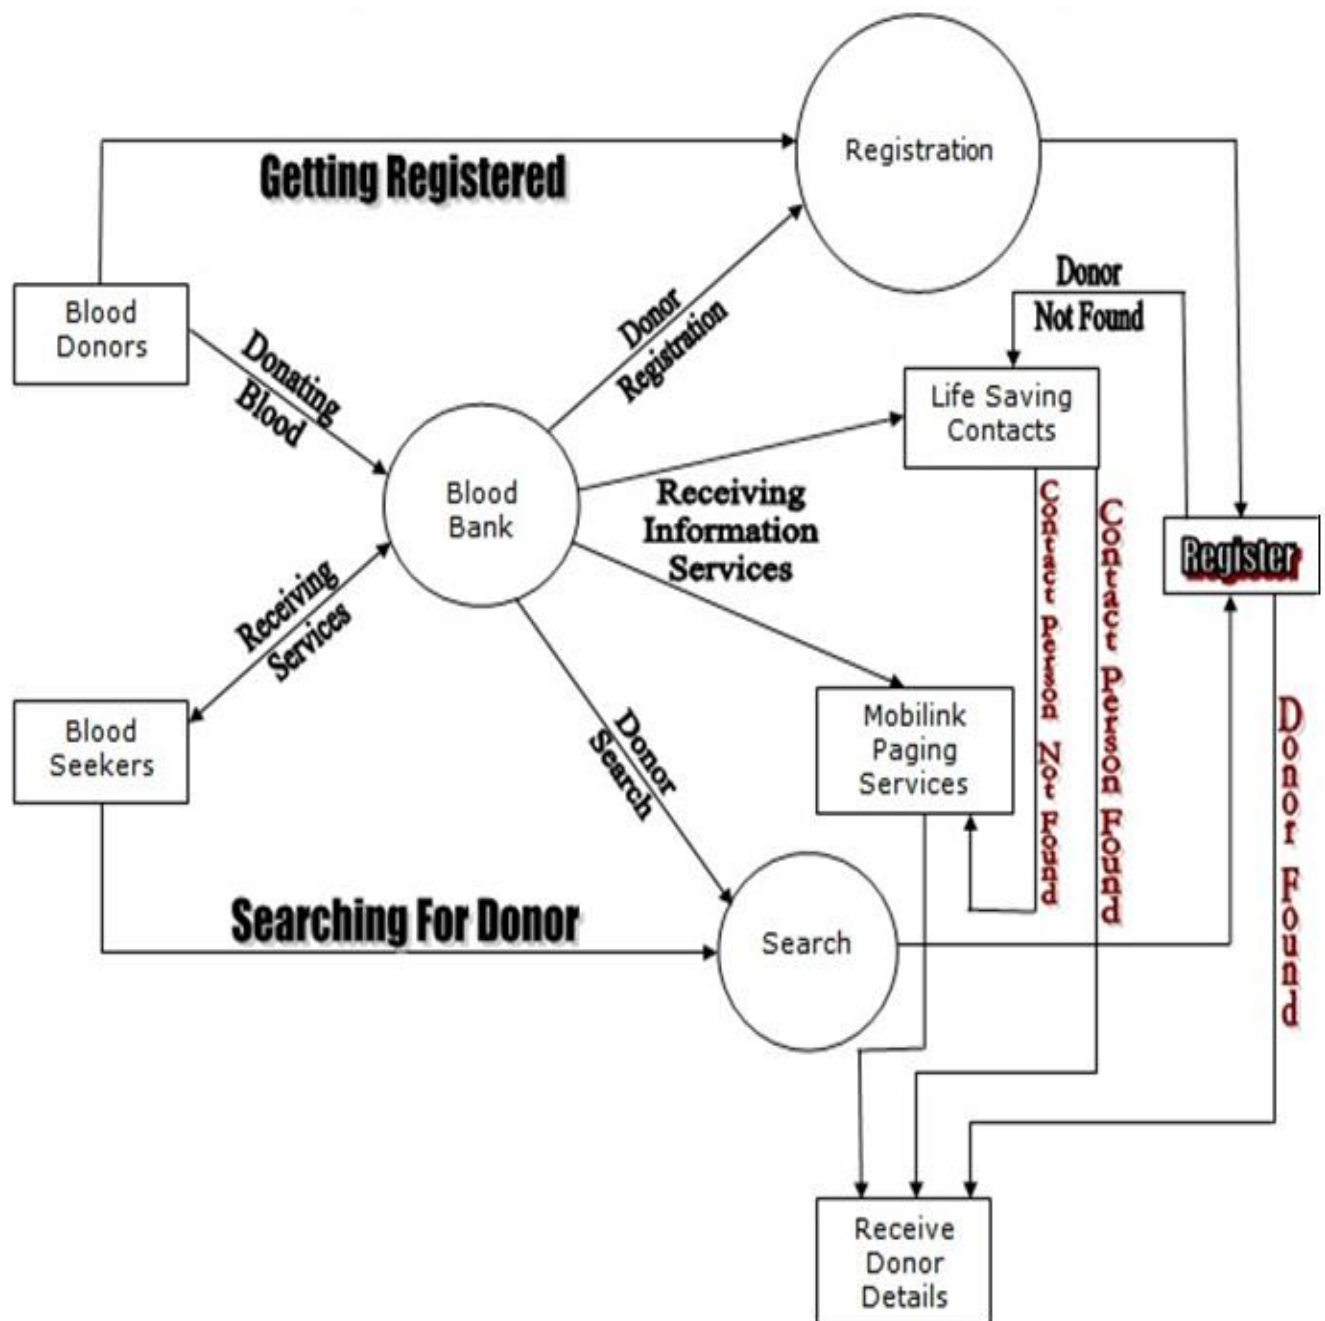 Registration
Getting Registered
Donor
Not Found
Blood
Donors
Donor
Registration
Donating
Blood
Life Saving
Contacts
Blood
Bank
Receiving
Information
Services
Contact Person Not Found
Contact Person Found
Register
Receiving
Services
Blood
Seekers
Mobilink
Paging
Services
Donor
Search
Donor Found
Searching For Donor
Search
Receive
Donor
Details